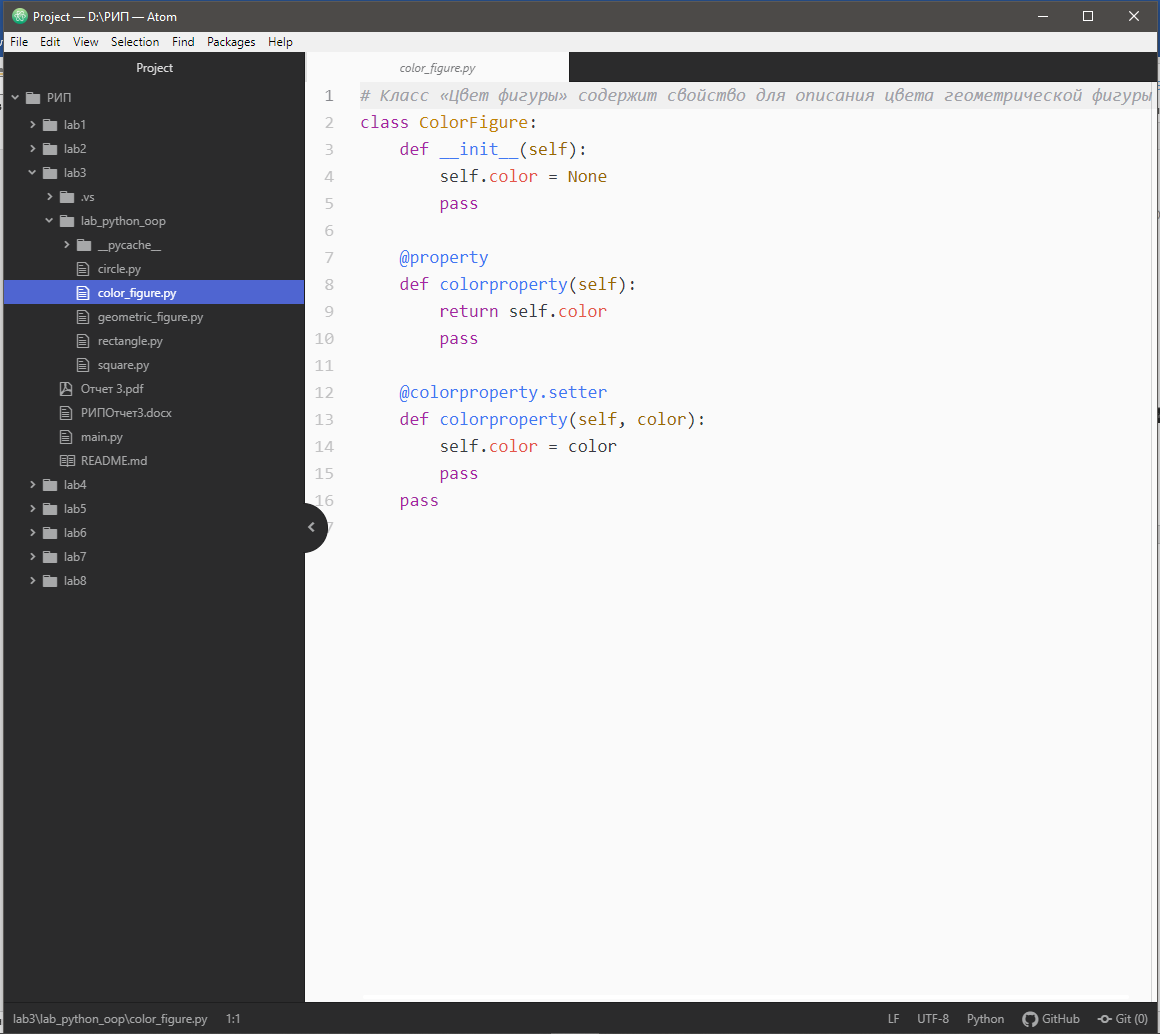 Project — D:\РИП — Atom
File Edit View Selection Find Packages Help
Project
РИП
lab1
lab2
lab3
.vs
lab_python_oop
__pycache__
circle.py
color_figure.py
geometric_figure.py
rectangle.py
square.py
Отчет 3.pdf
РИПОтчет3.docx
main.py
README.md
lab4
lab5
lab6
lab7
lab8
color_figure.py
1 # Класс «Цвет фигуры» содержит свойство для описания цвета геометрической фигуры
2 class ColorFigure:
3     def __init__(self):
4         self.color = None
5         pass
6
7     @property
8     def colorproperty(self):
9         return self.color
10         pass
11
12     @colorproperty.setter
13     def colorproperty(self, color):
14         self.color = color
15         pass
16     pass
lab3\lab_python_oop\color_figure.py 1:1 LF UTF-8 Python GitHub Git (0)